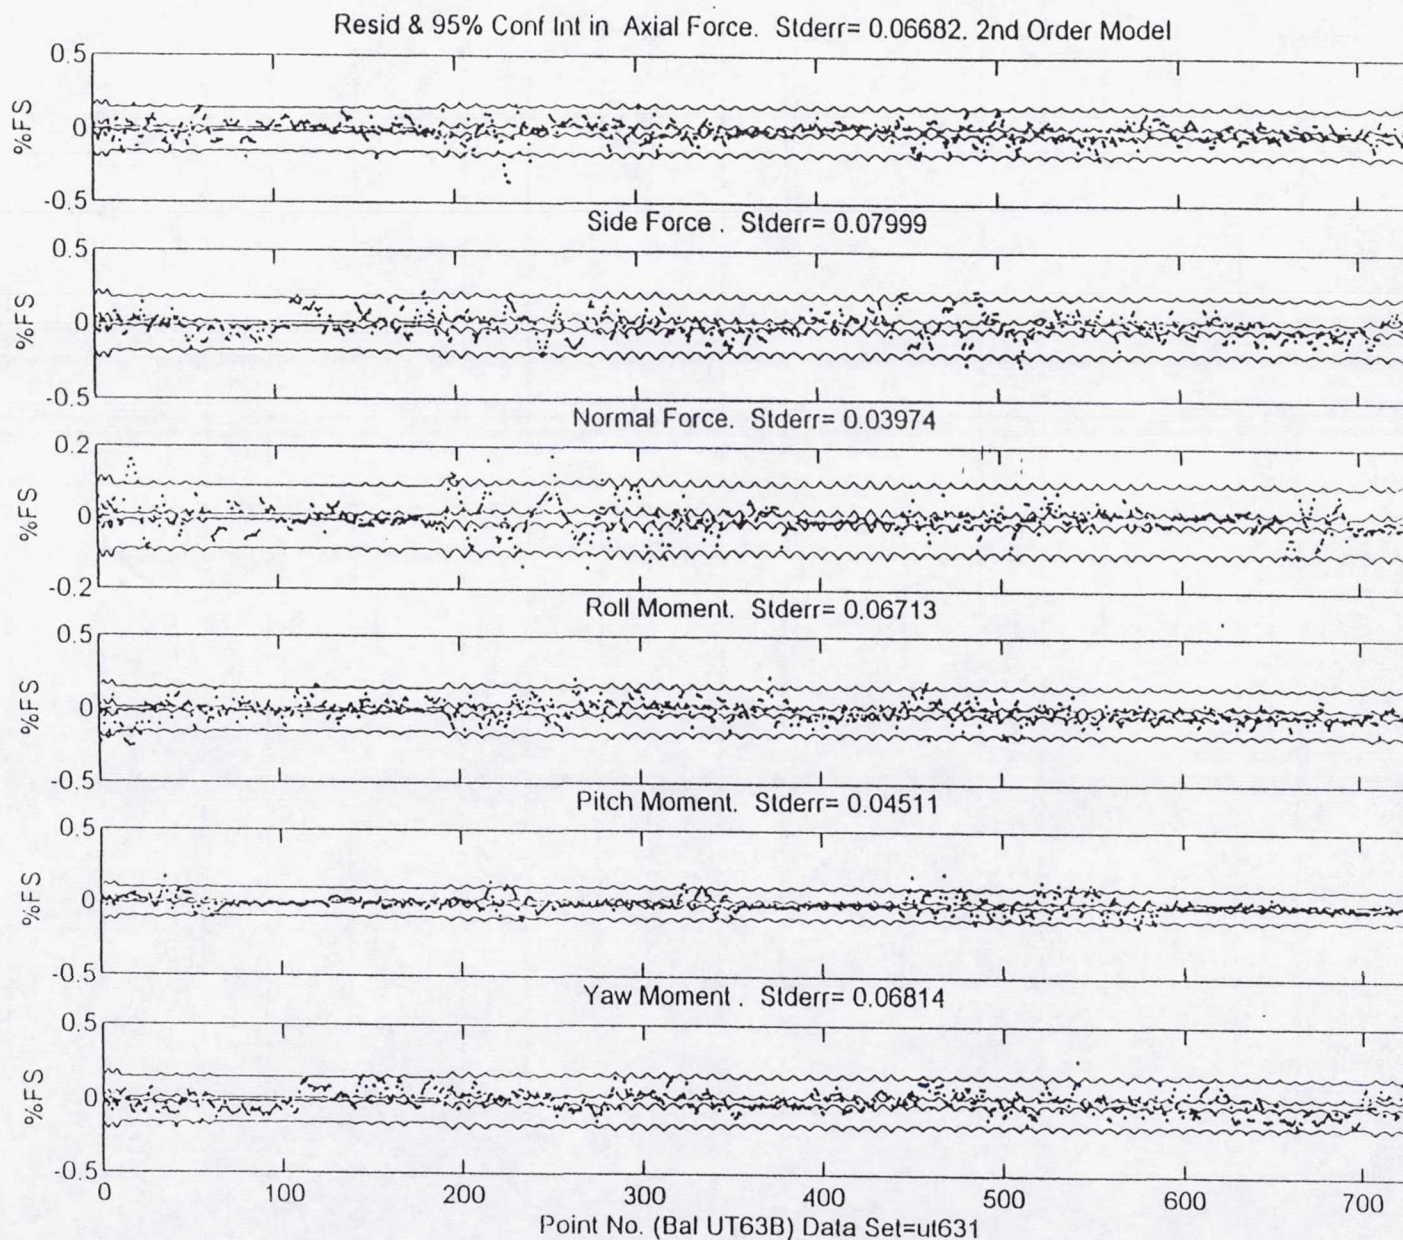 Resid & 95% Conf Int in Axial Force. Stderr= 0.06682. 2nd Order Model
0.5
%FS
0
-0.5
Side Force . Stderr= 0.07999
0.5
%FS
0
-0.5
Normal Force. Stderr= 0.03974
0.2
%FS
0
-0.2
Roll Moment. Stderr= 0.06713
0.5
%FS
0
-0.5
Pitch Moment. Stderr= 0.04511
0.5
%FS
0
-0.5
Yaw Moment . Stderr= 0.06814
0.5
%FS
0
-0.5
0 100 200 300 400 500 600 700
Point No. (Bal UT63B) Data Set=ut631